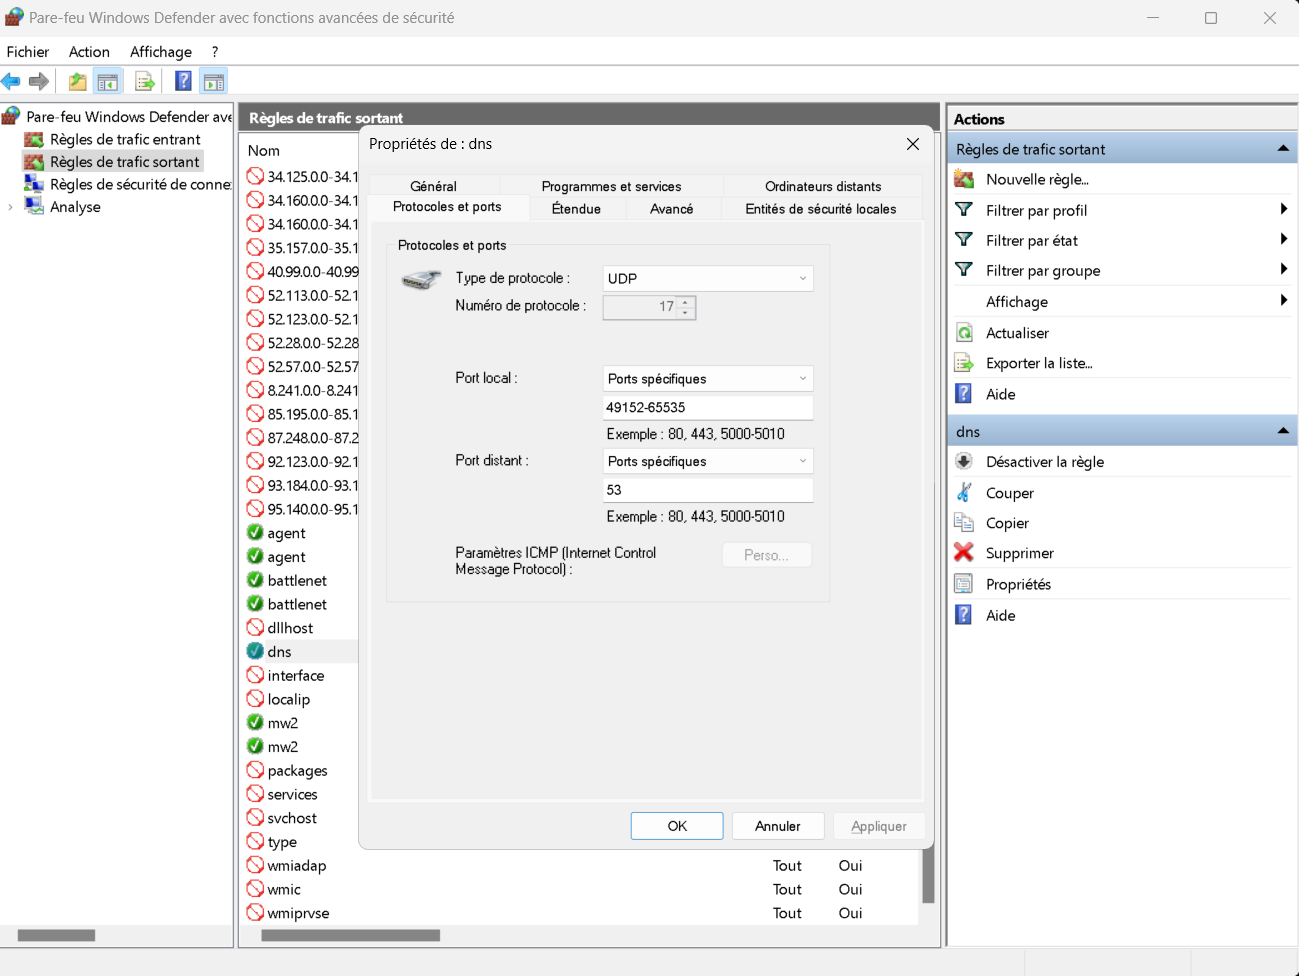 Pare-feu Windows Defender avec fonctions avancées de sécurité
Fichier Action Affichage ?
Pare-feu Windows Defender ave
Règles de trafic entrant
Règles de trafic sortant
Règles de sécurité de conne
Analyse
Règles de trafic sortant
Nom
34.125.0.0-34.1
34.160.0.0-34.1
34.160.0.0-34.1
35.157.0.0-35.1
40.99.0.0-40.99
52.113.0.0-52.1
52.123.0.0-52.1
52.28.0.0-52.28
52.57.0.0-52.57
8.241.0.0-8.241
85.195.0.0-85.1
87.248.0.0-87.2
92.123.0.0-92.1
93.184.0.0-93.1
95.140.0.0-95.1
agent
agent
battlenet
battlenet
dllhost
dns
interface
localip
mw2
mw2
packages
services
svchost
type
wmiadap Tout Oui
wmic Tout Oui
wmiprvse Tout Oui
Propriétés de : dns
Général Programmes et services Ordinateurs distants
Protocoles et ports Étendue Avancé Entités de sécurité locales
Protocoles et ports
Type de protocole : UDP
Numéro de protocole : 17
Port local : Ports spécifiques
49152-65535
Exemple : 80, 443, 5000-5010
Port distant : Ports spécifiques
53
Exemple : 80, 443, 5000-5010
Paramètres ICMP (Internet Control
Message Protocol) :
Perso...
OK Annuler Appliquer
Actions
Règles de trafic sortant
Nouvelle règle...
Filtrer par profil
Filtrer par état
Filtrer par groupe
Affichage
Actualiser
Exporter la liste...
Aide
dns
Désactiver la règle
Couper
Copier
Supprimer
Propriétés
Aide